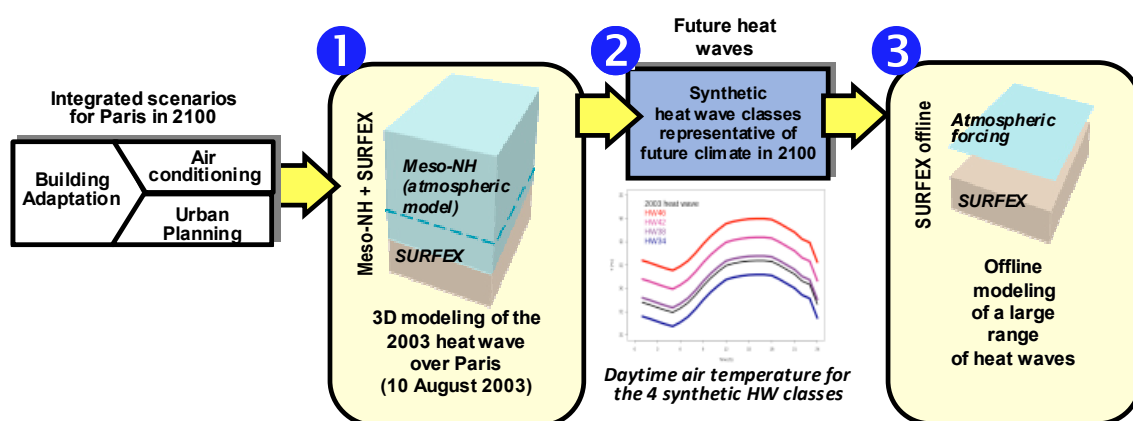 Integrated scenarios
for Paris in 2100
Building
Adaptation
Air
conditioning
Urban
Planning
1
Meso-NH + SURFEX
Meso-NH
(atmospheric
model)
SURFEX
3D modeling of the
2003 heat wave
over Paris
(10 August 2003)
2
Future heat
waves
Synthetic
heat wave classes
representative of
future climate in 2100
2003 heat wave
HW46
HW42
HW38
HW34
Daytime air temperature for
the 4 synthetic HW classes
3
SURFEX offline
Atmospheric
forcing
SURFEX
Offline
modeling
of a large
range
of heat waves